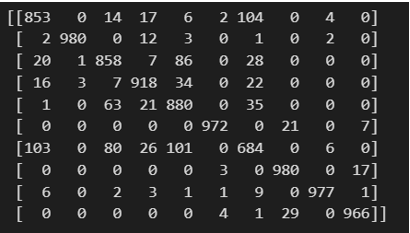 [[853 0 14 17 6 2 104 0 4 0]
[ 2 980 0 12 3 0 1 0 2 0]
[ 20 1 858 7 86 0 28 0 0 0]
[ 16 3 7 918 34 0 22 0 0 0]
[ 1 0 63 21 880 0 35 0 0 0]
[ 0 0 0 0 0 972 0 21 0 7]
[103 0 80 26 101 0 684 0 6 0]
[ 0 0 0 0 0 3 0 980 0 17]
[ 6 0 2 3 1 1 9 0 977 1]
[ 0 0 0 0 0 4 1 29 0 966]]